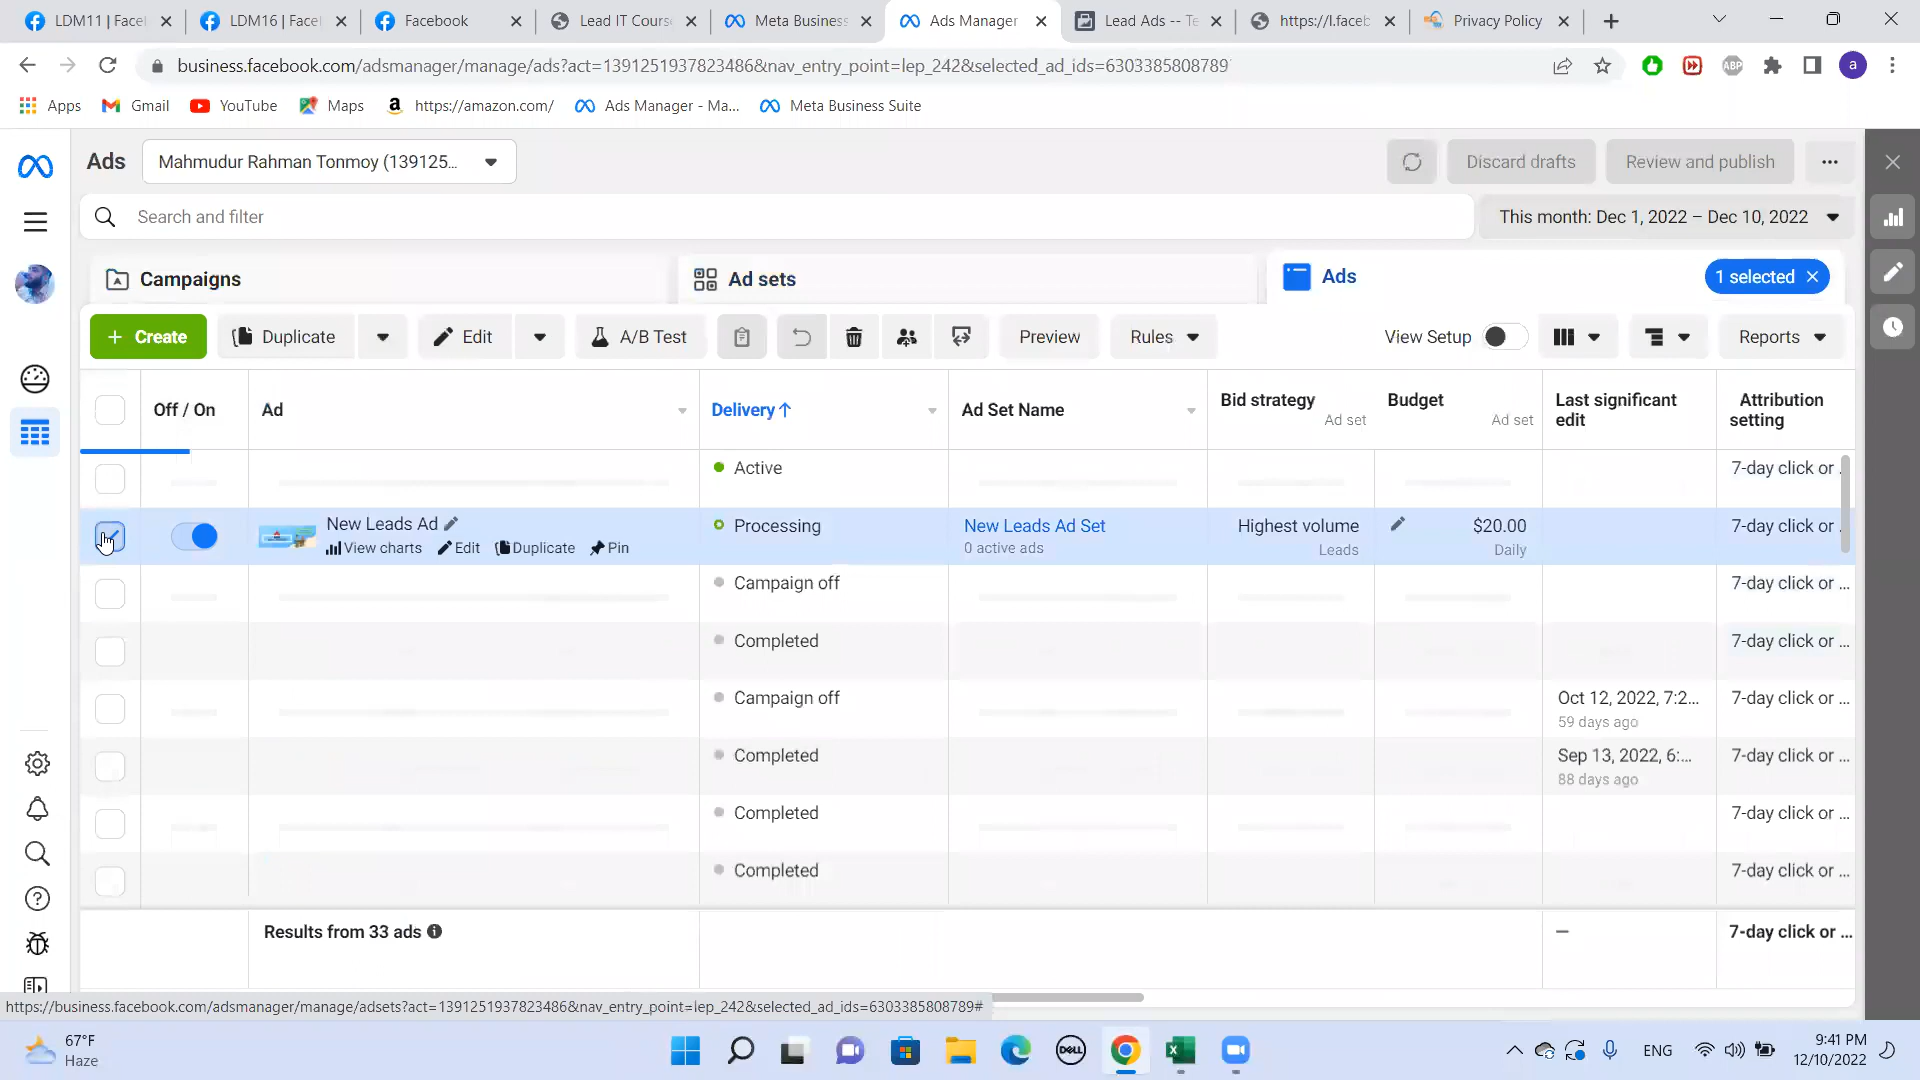 LDM11 | Face
LDM16 | Face
Facebook
Lead IT Cours
Meta Business
Ads Manager
Lead Ads -- Te
https://l.faceb
Privacy Policy
business.facebook.com/adsmanager/manage/ads?act=1391251937823486&nav_entry_point=lep_242&selected_ad_ids=6303385808789
ABP
a
Apps
Gmail
YouTube
Maps
https://amazon.com/
Ads Manager - Ma...
Meta Business Suite
Ads
Mahmudur Rahman Tonmoy (139125...
Discard drafts
Review and publish
Search and filter
This month: Dec 1, 2022 – Dec 10, 2022
Campaigns
Ad sets
Ads
1 selected
Create
Duplicate
Edit
A/B Test
Preview
Rules
View Setup
Reports
Off / On
Ad
Delivery↑
Ad Set Name
Bid strategy
Ad set
Budget
Ad set
Last significant
edit
Attribution
setting
Active
7-day click or ...
New Leads Ad
View charts Edit Duplicate Pin
Processing
New Leads Ad Set
0 active ads
Highest volume
Leads
$20.00
Daily
7-day click or ...
Campaign off
7-day click or ...
Completed
7-day click or ...
Campaign off
Oct 12, 2022, 7:2...
59 days ago
7-day click or ...
Completed
Sep 13, 2022, 6:...
88 days ago
7-day click or ...
Completed
7-day click or ...
Completed
7-day click or ...
Results from 33 ads
—
7-day click or ...
https://business.facebook.com/adsmanager/manage/adsets?act=1391251937823486&nav_entry_point=lep_242&selected_ad_ids=6303385808789#
67°F
Haze
DELL
ENG
9:41 PM
12/10/2022